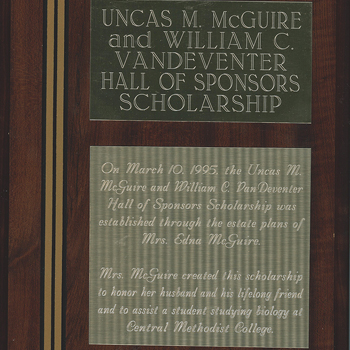 UNCAS M. McGUIRE
and WILLIAM C.
VANDEVENTER
HALL OF SPONSORS
SCHOLARSHIP
On March 10, 1995, the Uncas M.
McGuire and William C. VanDeventer
Hall of Sponsors Scholarship was
established through the estate plans of
Mrs. Edna McGuire.
Mrs. McGuire created this scholarship
to honor her husband and his lifelong friend
and to assist a student studying biology at
Central Methodist College.